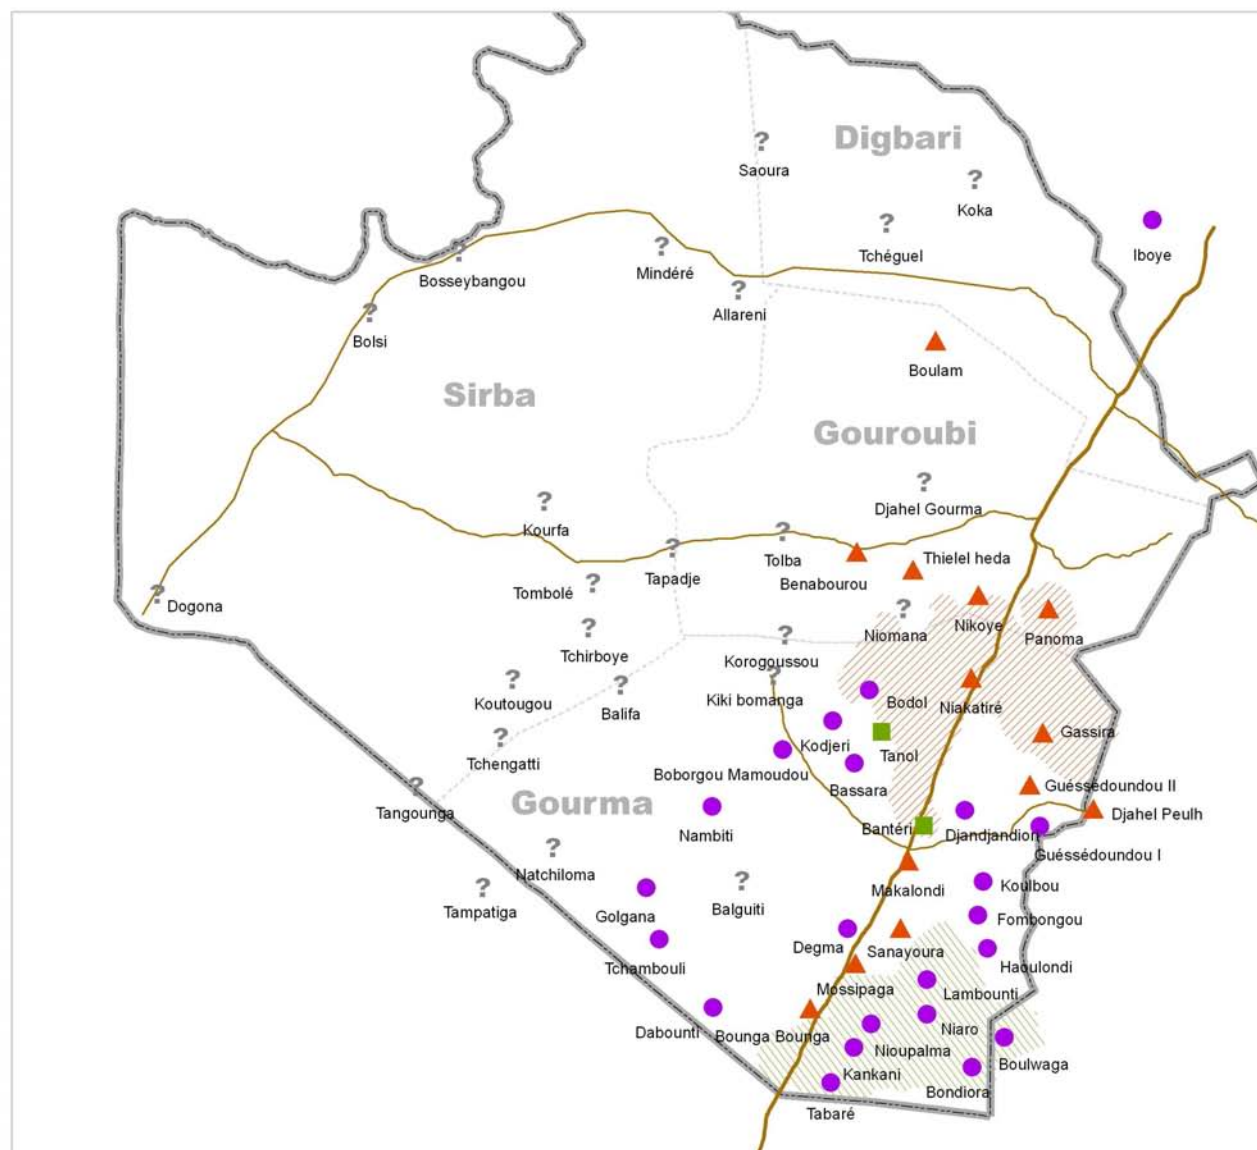 Digbari
?
Saoura
?
Koka
?
Tchéguel
Iboye
?
Bosseybangou
?
Mindéré
?
Allareni
?
Bolsi
Boulam
Sirba
Gouroubi
?
Djahel Gourma
?
Kourfa
?
Tolba
?
Tapadje
Benabourou
Thielel heda
?
Tombolé
?
Dogona
?
Niomana
Nikoye
Panoma
?
Tchirboye
?
Korogoussou
?
Kiki bomanga
?
Koutougou
?
Balifa
Bodol
Niakatiré
Gassira
Kodjeri
Tanol
?
Tchengatti
Boborgou Mamoudou
Bassara
Guéssédoundou II
?
Tangounga
Gourma
Djahel Peulh
Nambiti
Bantéri
Djandjandion
Guéssédoundou I
?
Natchiloma
?
Tampatiga
?
Balguiti
Makalondi
Koulbou
Golgana
Fombongou
Degma
Sanayoura
Haoulondi
Tchambouli
Mossipaga
Lambounti
Dabounti
Bounga Bounga
Niaro
Nioupalma
Boulwaga
Kankani
Bondiora
Tabaré